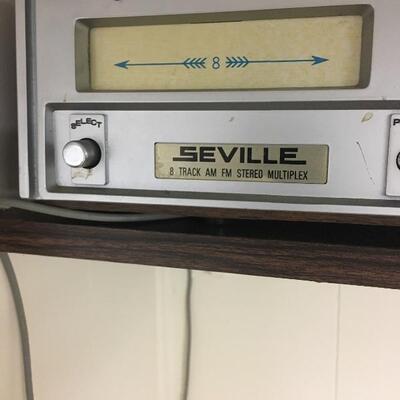 8
SELECT
SEVILLE
8 TRACK AM FM STEREO MULTIPLEX
P